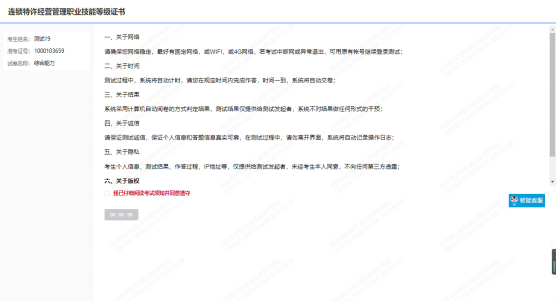 连锁特许经营管理职业技能等级证书
考生姓名：测试19
准考证号：1000103659
试卷名称：综合能力
一、关于网络
请确保您网络稳定，最好有固定网络，或WIFI，或4G网络，若考试中断网或异常退出，可用原有帐号继续登录测试；
二、关于时间
测试过程中，系统将自动计时，请您在规定时间内完成作答，时间一到，系统将自动交卷；
三、关于结果
系统采用计算机自动阅卷的方式判定结果，测试结果仅提供给测试发起者，系统不对结果做任何形式的干预；
四、关于诚信
请保证测试诚信，保证个人信息和答题信息真实可靠，在测试过程中，请勿离开界面，系统将自动记录操作日志；
五、关于隐私
考生个人信息、测试结果、作答过程、IP地址等，仅提供给测试发起者，未经考生本人同意，不向任何第三方透露；
六、关于版权
我已仔细阅读考试须知并同意遵守
智能客服